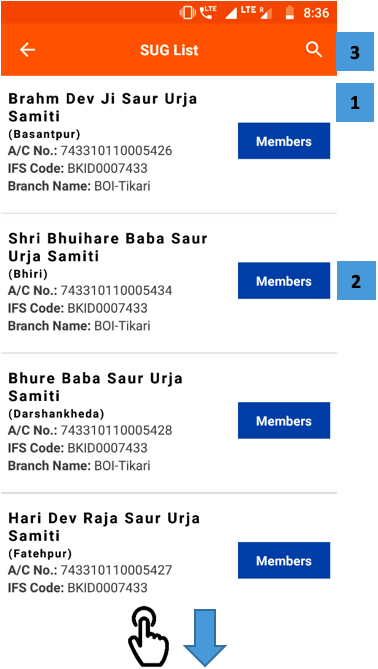 LTE LTE R 8:36
SUG List
3
1
Brahm Dev Ji Saur Urja
Samiti
(Basantpur)
A/C No.: 743310110005426
IFS Code: BKID0007433
Branch Name: BOI-Tikari
Members
Shri Bhuihare Baba Saur
Urja Samiti
(Bhiri)
A/C No.: 743310110005434
IFS Code: BKID0007433
Branch Name: BOI-Tikari
Members
2
Bhure Baba Saur Urja
Samiti
(Darshankheda)
A/C No.: 743310110005428
IFS Code: BKID0007433
Branch Name: BOI-Tikari
Members
Hari Dev Raja Saur Urja
Samiti
(Fatehpur)
A/C No.: 743310110005427
IFS Code: BKID0007433
Members